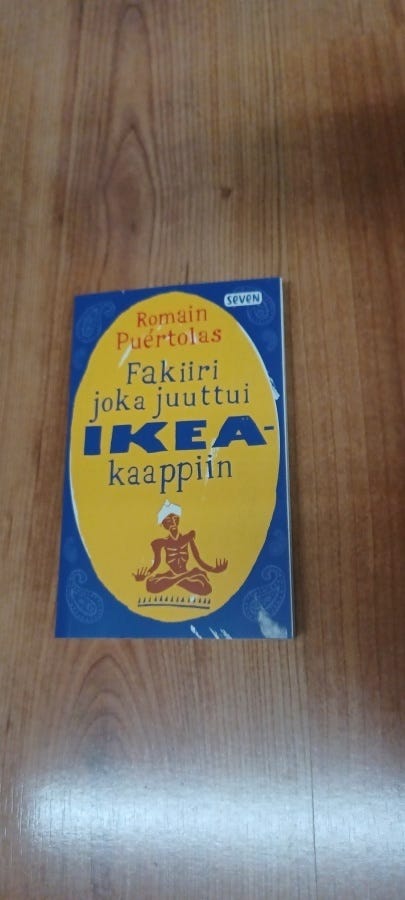 seven
Romain
Puértolas
Fakiiri
joka juuttui
IKEA-
kaappiin